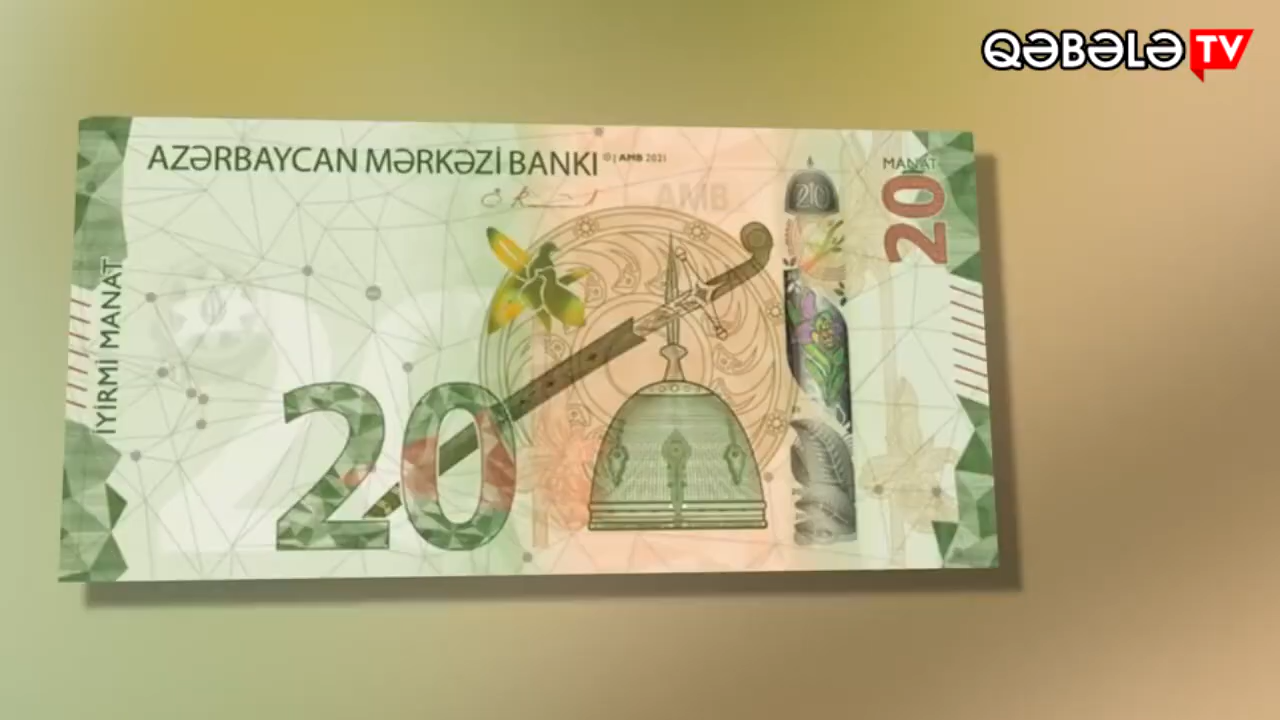 QƏBƏLƏ TV
AZƏRBAYCAN MƏRKƏZİ BANKI © | AMB 2021
AMB
MANAT
20
20
İYİRMİ MANAT
20